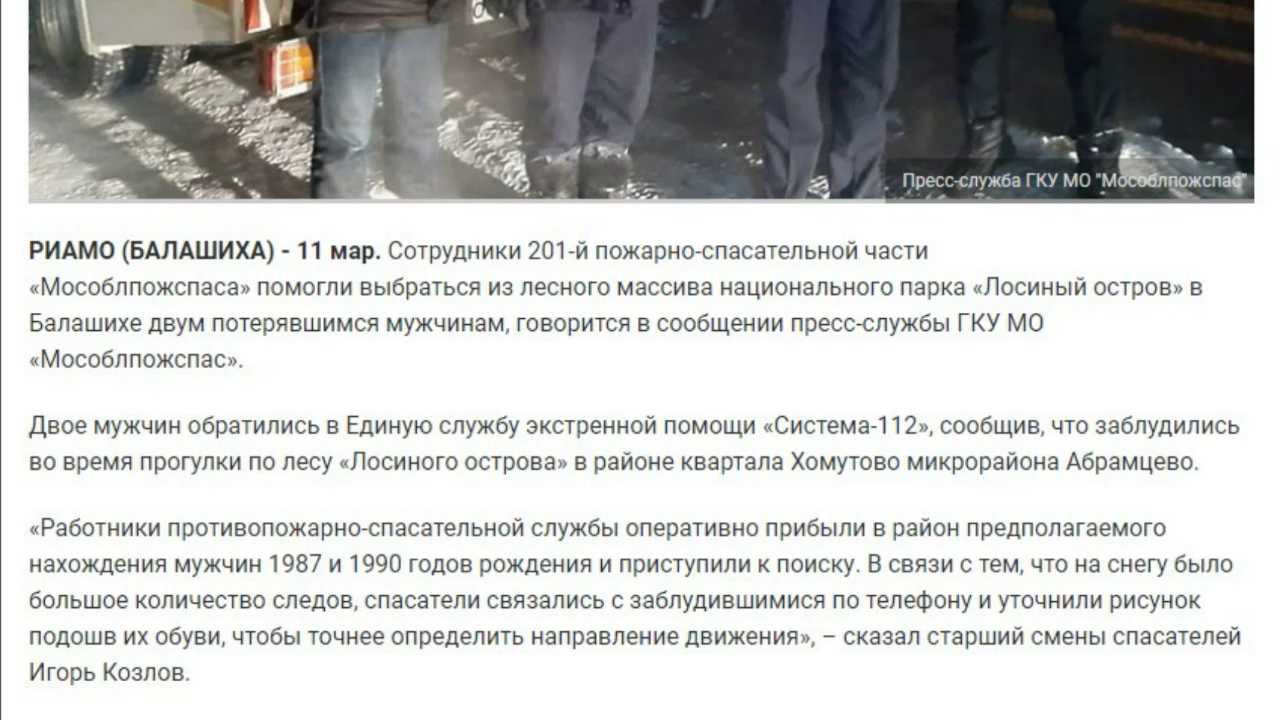 Пресс-служба ГКУ МО "Мособлпожспас"
РИАМО (БАЛАШИХА) - 11 мар. Сотрудники 201-й пожарно-спасательной части
«Мособлпожспаса» помогли выбраться из лесного массива национального парка «Лосиный остров» в
Балашихе двум потерявшимся мужчинам, говорится в сообщении пресс-службы ГКУ МО
«Мособлпожспас».
Двое мужчин обратились в Единую службу экстренной помощи «Система-112», сообщив, что заблудились
во время прогулки по лесу «Лосиного острова» в районе квартала Хомутово микрорайона Абрамцево.
«Работники противопожарно-спасательной службы оперативно прибыли в район предполагаемого
нахождения мужчин 1987 и 1990 годов рождения и приступили к поиску. В связи с тем, что на снегу было
большое количество следов, спасатели связались с заблудившимися по телефону и уточнили рисунок
подошв их обуви, чтобы точнее определить направление движения», – сказал старший смены спасателей
Игорь Козлов.